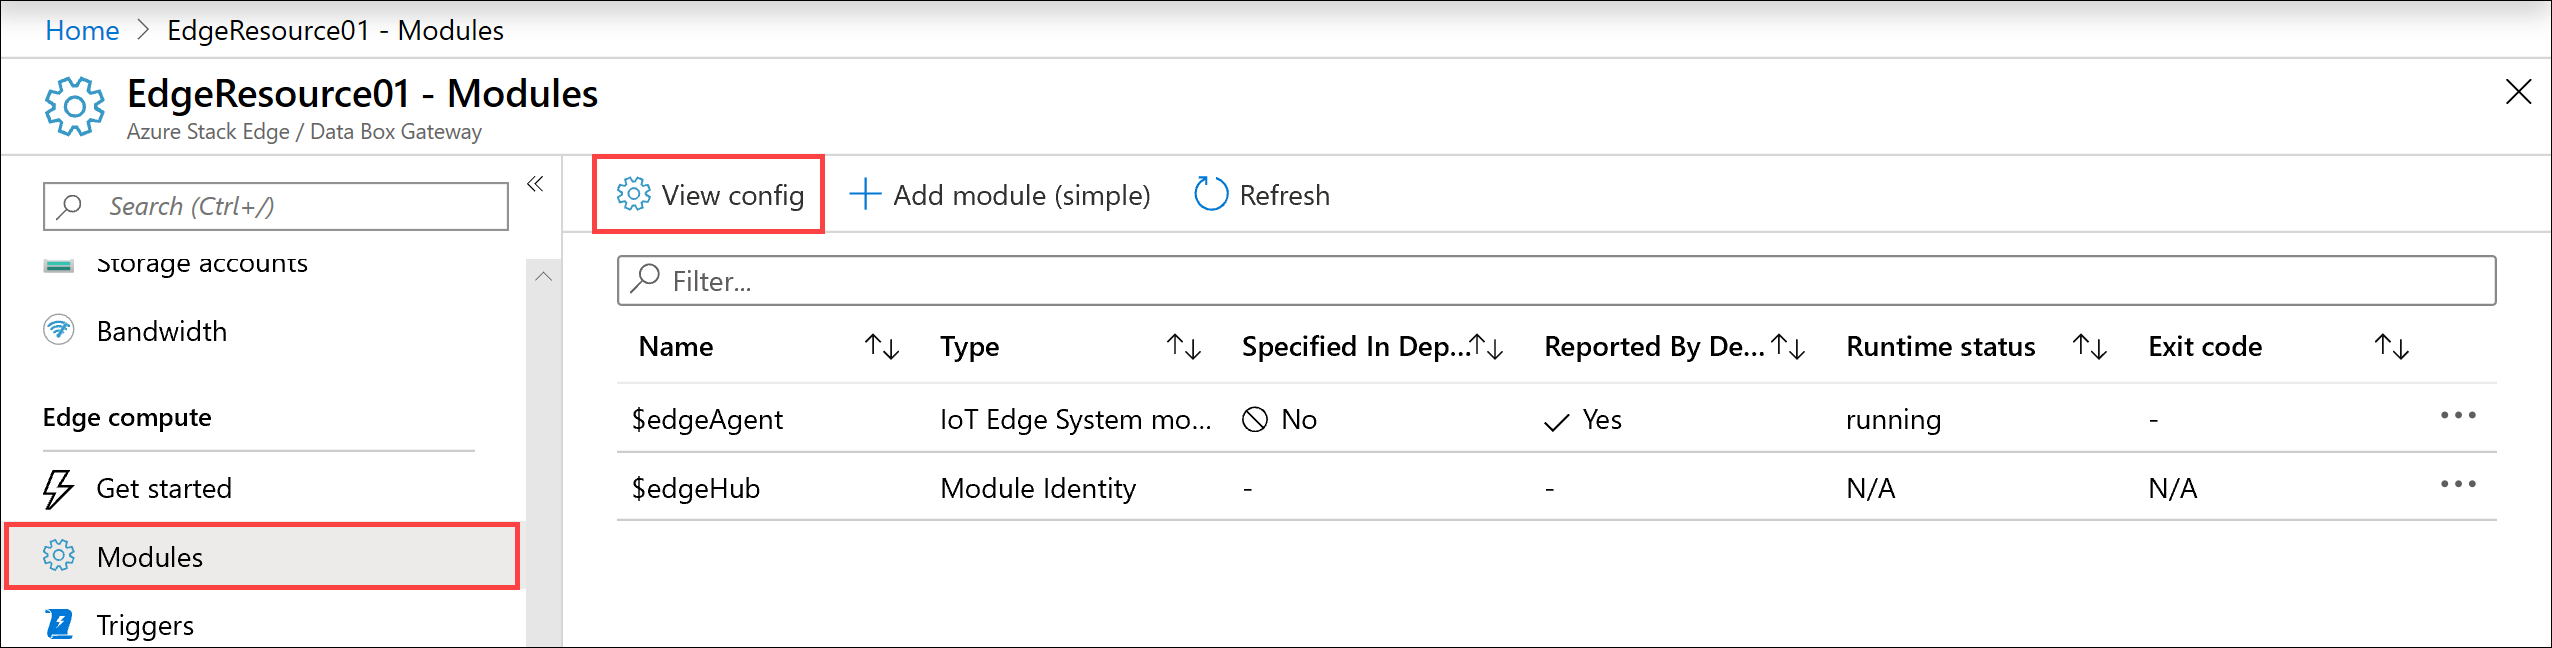 Home > EdgeResource01 - Modules
EdgeResource01 - Modules
Azure Stack Edge / Data Box Gateway
Search (Ctrl+/)
«
Storage accounts
Bandwidth
Edge compute
Get started
Modules
Triggers
View config
Add module (simple)
Refresh
Filter...
Name Type Specified In Dep... Reported By De... Runtime status Exit code
$edgeAgent IoT Edge System mo... No Yes running - ...
$edgeHub Module Identity - - N/A N/A ...